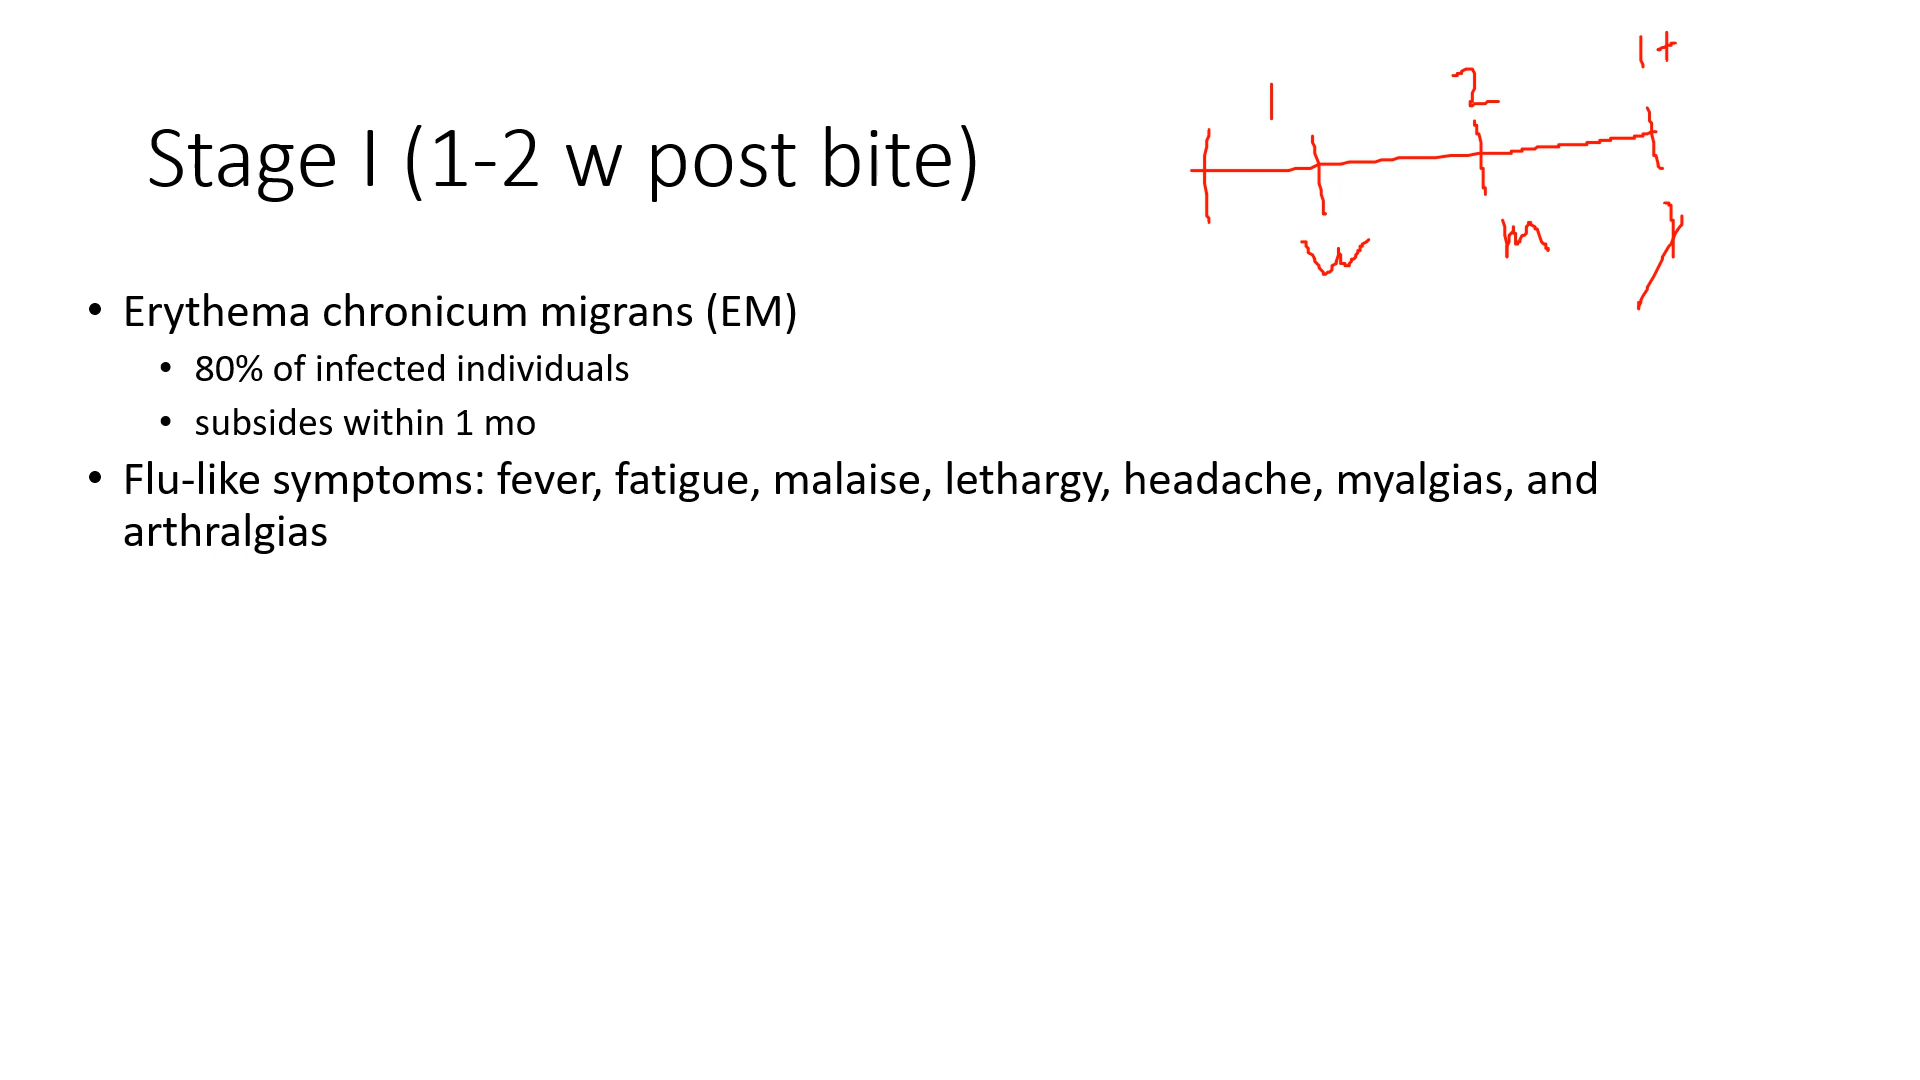 Stage I (1-2 w post bite)
1 2 1+
w m y
• Erythema chronicum migrans (EM)
• 80% of infected individuals
• subsides within 1 mo
• Flu-like symptoms: fever, fatigue, malaise, lethargy, headache, myalgias, and
arthralgias